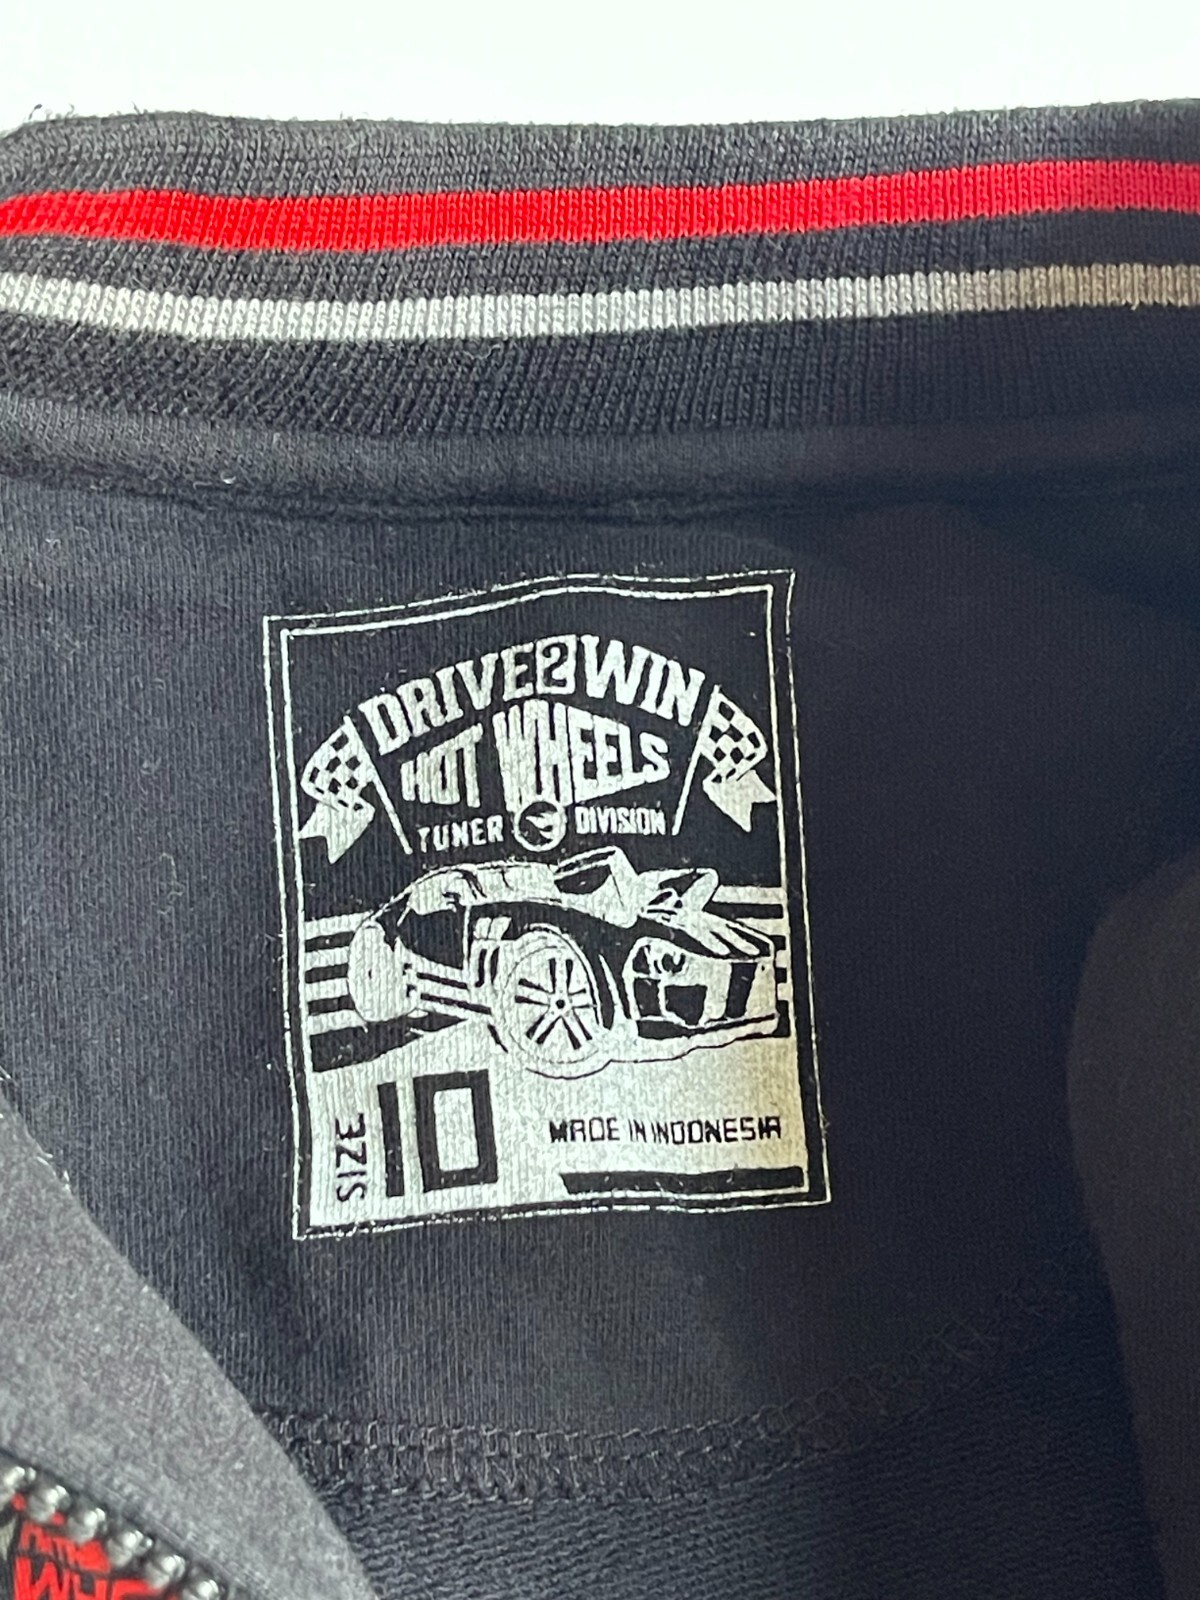 DRIVE2WIN
HOT WHEELS
TUNER DIVISION
SIZE 10
MADE IN INDONESIA